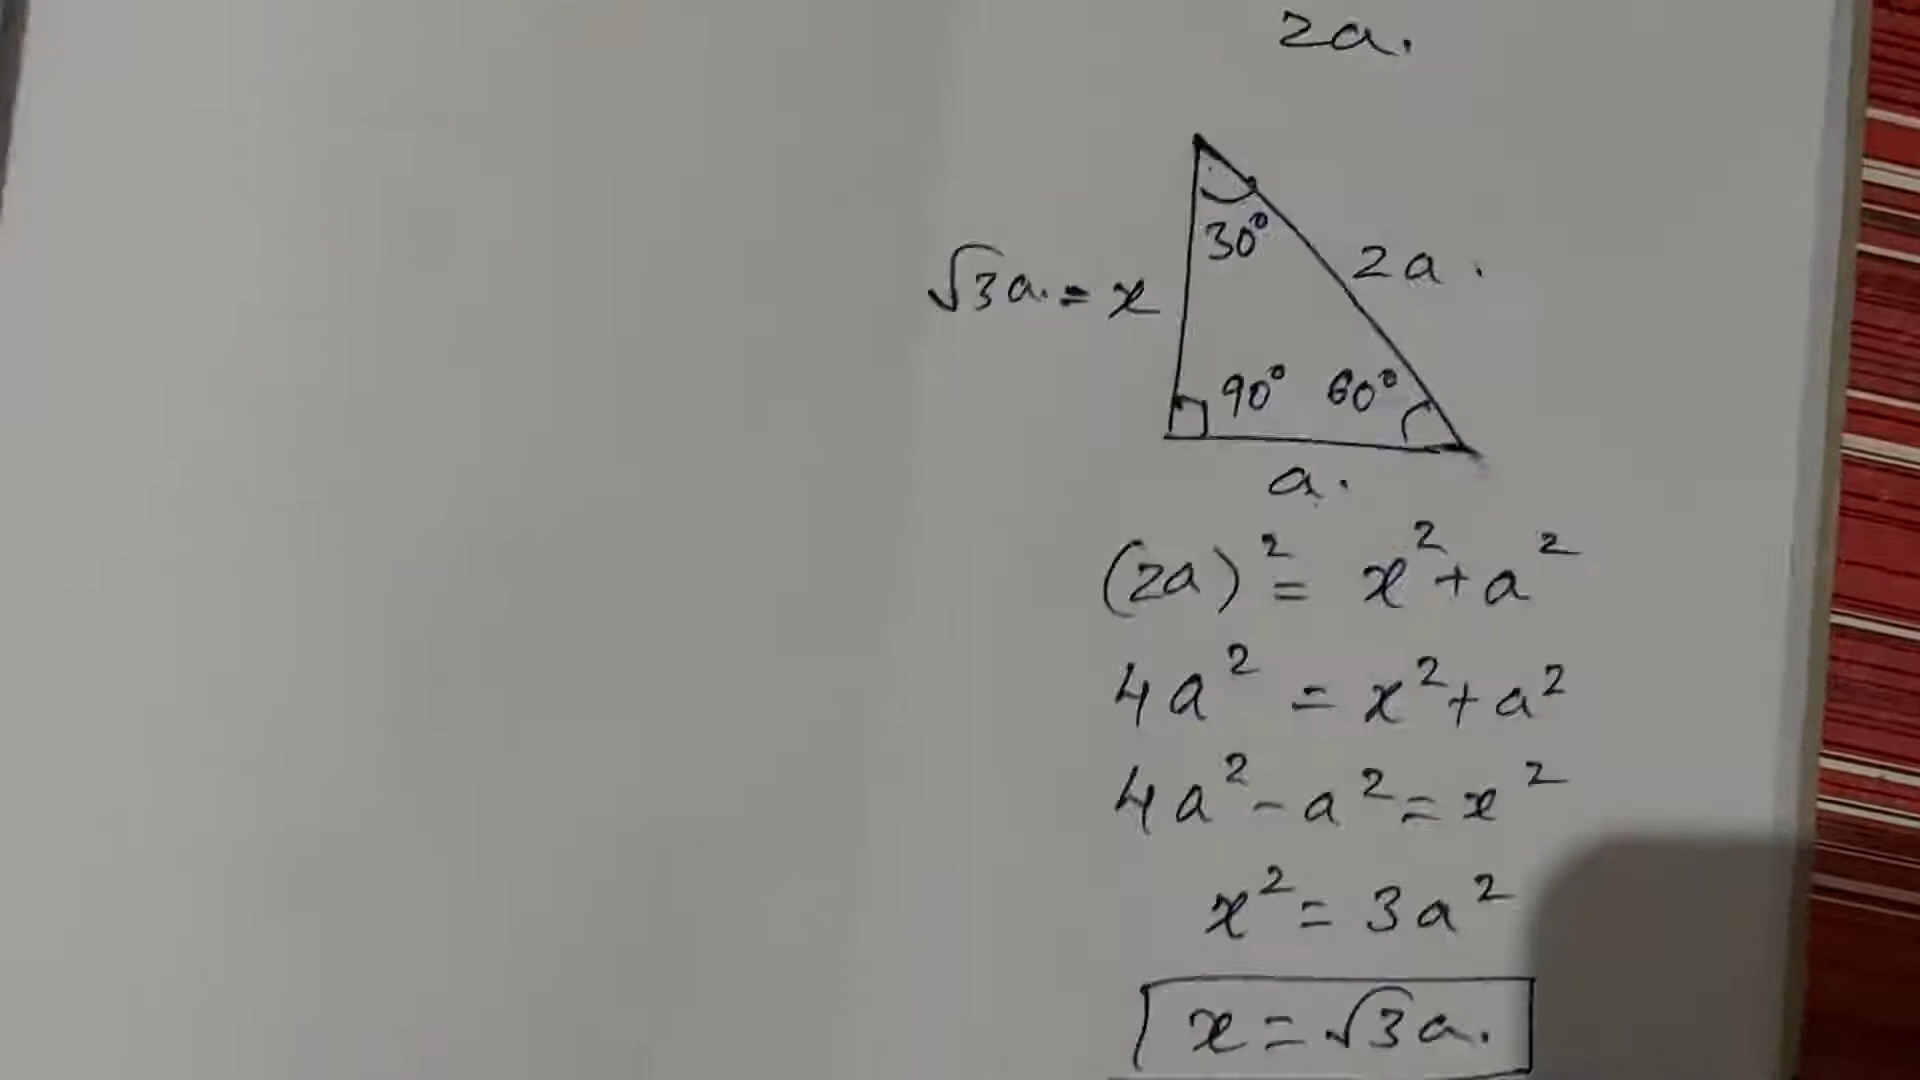 2a.
30°
2a.
√3a. = x
90° 60°
a.
(2a)² = x² + a²
4a² = x² + a²
4a² - a² = x²
x² = 3a²
x = √3a.